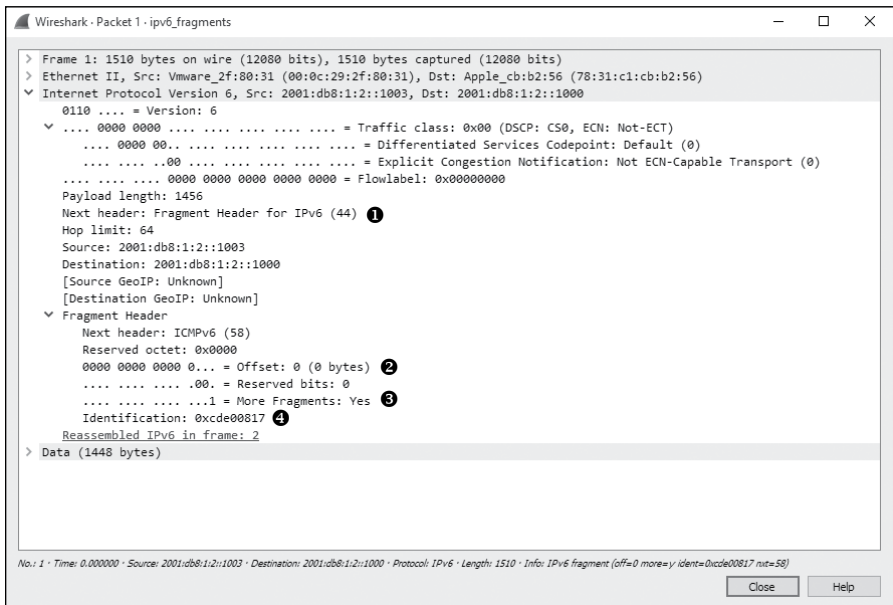 Wireshark · Packet 1 · ipv6_fragments
> Frame 1: 1510 bytes on wire (12080 bits), 1510 bytes captured (12080 bits)
> Ethernet II, Src: Vmware_2f:80:31 (00:0c:29:2f:80:31), Dst: Apple_cb:b2:56 (78:31:c1:cb:b2:56)
Internet Protocol Version 6, Src: 2001:db8:1:2::1003, Dst: 2001:db8:1:2::1000
0110 .... = Version: 6
.... 0000 0000 .... .... .... .... .... = Traffic class: 0x00 (DSCP: CS0, ECN: Not-ECT)
.... 0000 00.. .... .... .... .... .... = Differentiated Services Codepoint: Default (0)
.... .... ..00 .... .... .... .... .... = Explicit Congestion Notification: Not ECN-Capable Transport (0)
.... .... .... 0000 0000 0000 0000 0000 = Flowlabel: 0x00000000
Payload length: 1456
Next header: Fragment Header for IPv6 (44) ❶
Hop limit: 64
Source: 2001:db8:1:2::1003
Destination: 2001:db8:1:2::1000
[Source GeoIP: Unknown]
[Destination GeoIP: Unknown]
Fragment Header
Next header: ICMPv6 (58)
Reserved octet: 0x0000
0000 0000 0000 0... = Offset: 0 (0 bytes) ❷
.... .... .... .00. = Reserved bits: 0
.... .... .... ...1 = More Fragments: Yes ❸
Identification: 0xcde00817 ❹
Reassembled IPv6 in frame: 2
> Data (1448 bytes)
No.: 1 · Time: 0.000000 · Source: 2001:db8:1:2::1003 · Destination: 2001:db8:1:2::1000 · Protocol: IPv6 · Length: 1510 · Info: IPv6 fragment (off=0 more=y ident=0xcde00817 nxt=58)
Close
Help